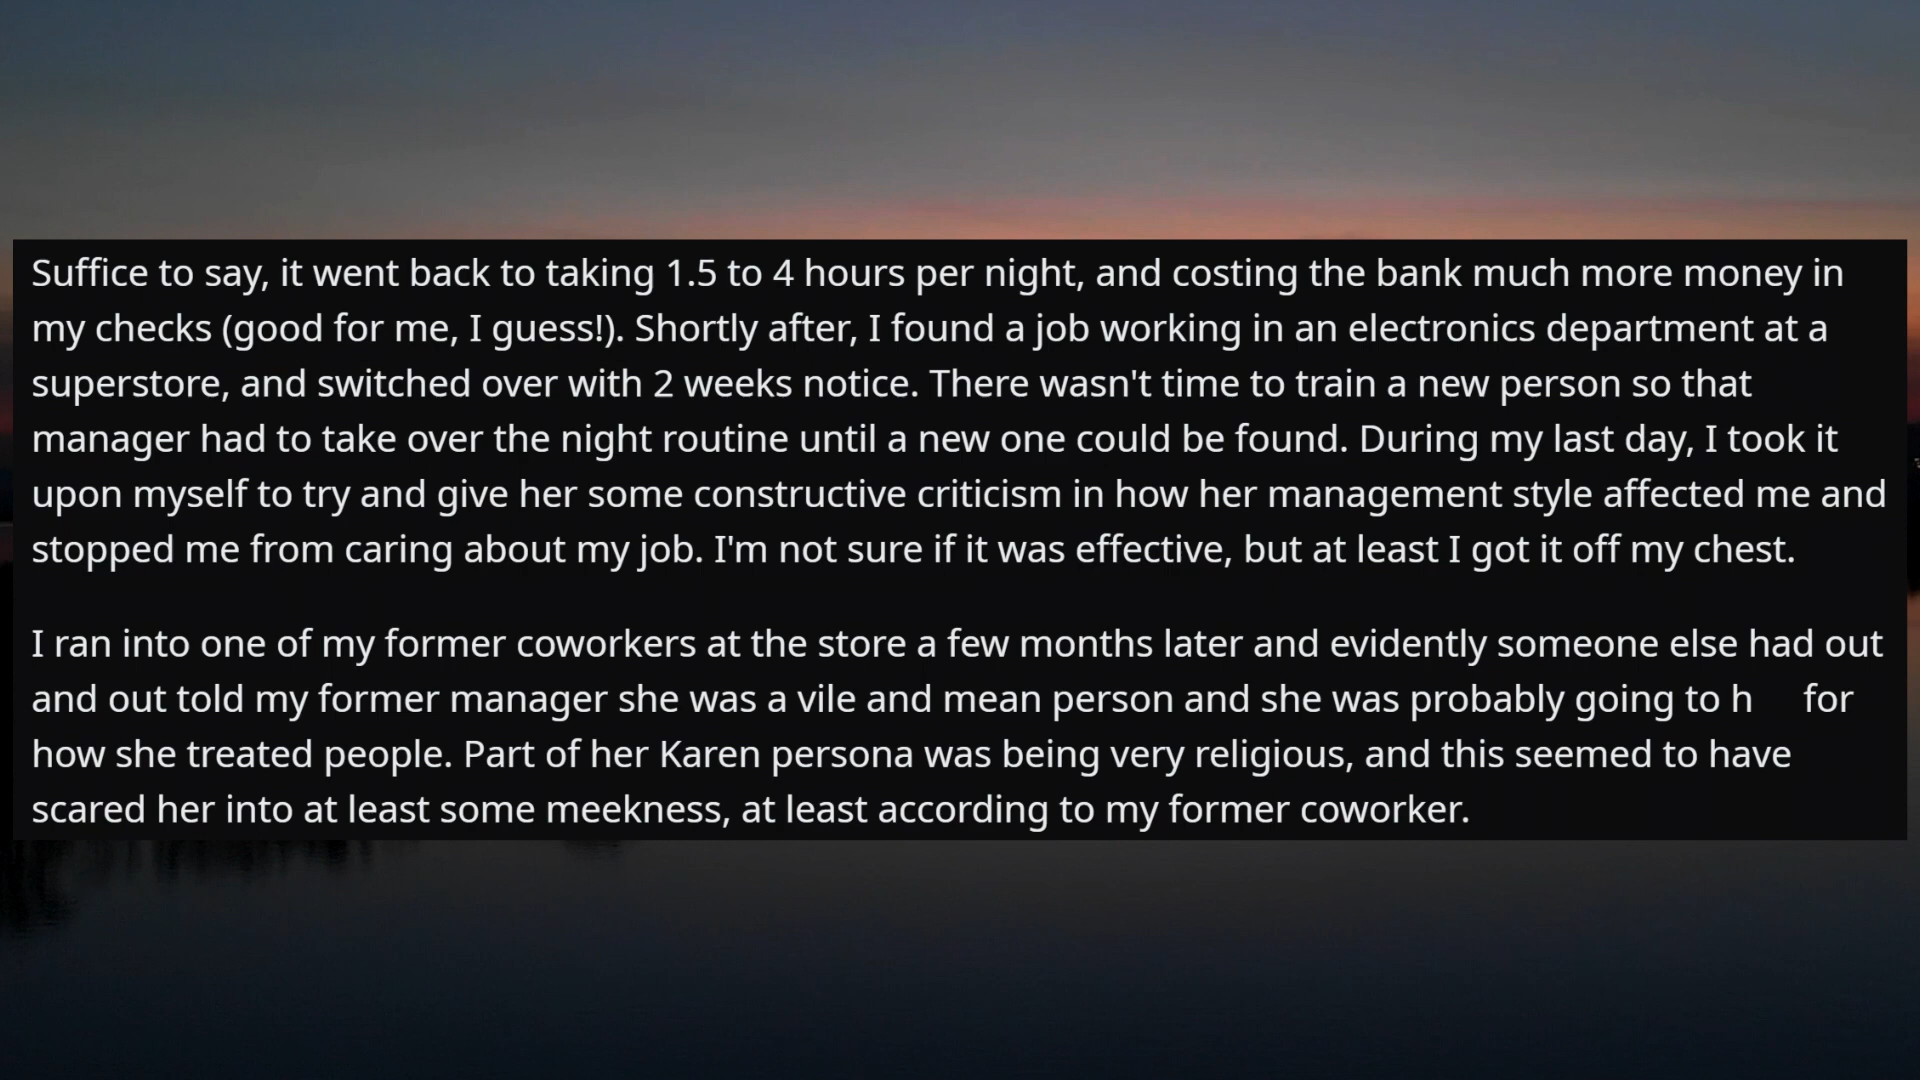 Suffice to say, it went back to taking 1.5 to 4 hours per night, and costing the bank much more money in
my checks (good for me, I guess!). Shortly after, I found a job working in an electronics department at a
superstore, and switched over with 2 weeks notice. There wasn't time to train a new person so that
manager had to take over the night routine until a new one could be found. During my last day, I took it
upon myself to try and give her some constructive criticism in how her management style affected me and
stopped me from caring about my job. I'm not sure if it was effective, but at least I got it off my chest.
I ran into one of my former coworkers at the store a few months later and evidently someone else had out
and out told my former manager she was a vile and mean person and she was probably going to h for
how she treated people. Part of her Karen persona was being very religious, and this seemed to have
scared her into at least some meekness, at least according to my former coworker.